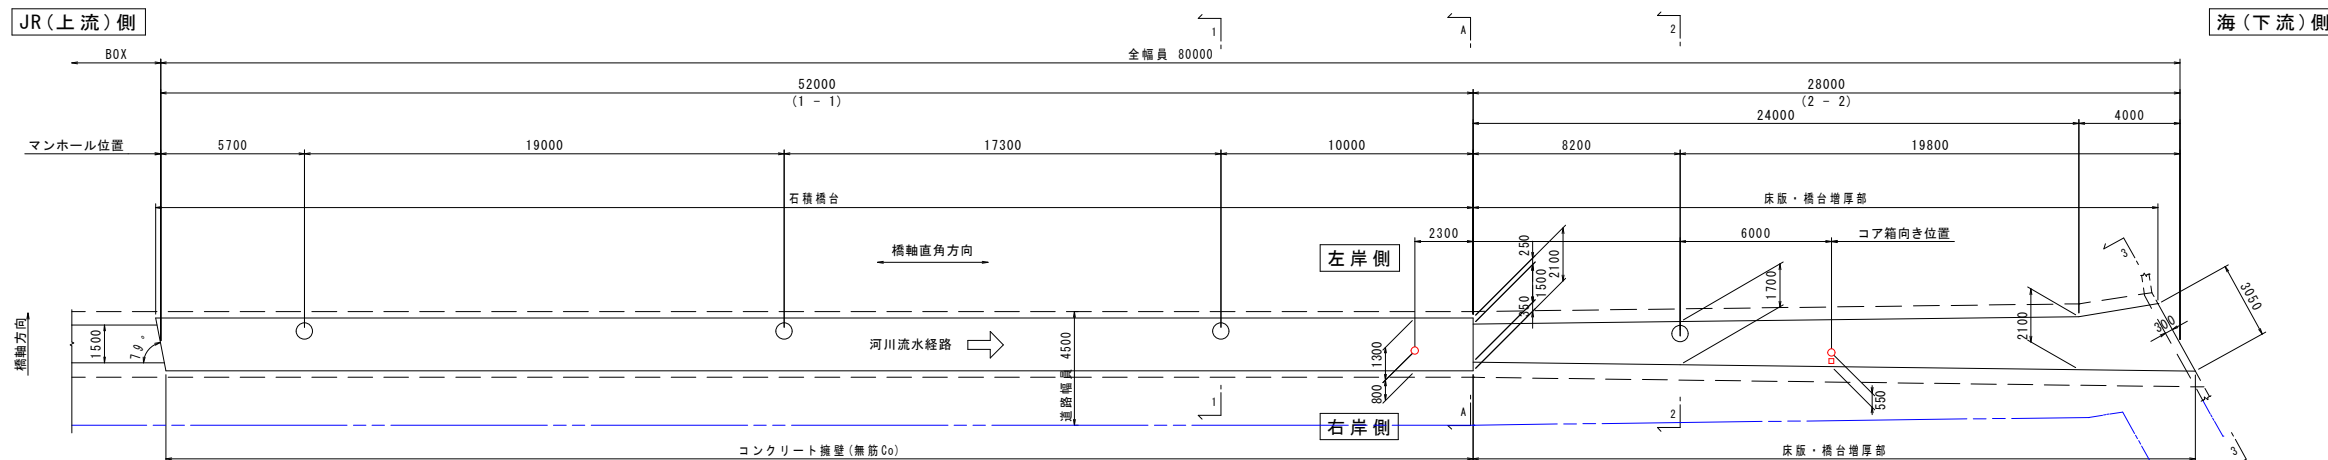 JR(上流)側
海(下流)側
1
A
2
BOX
全幅員 80000
52000
(1 - 1)
28000
(2 - 2)
24000
4000
マンホール位置
5700
19000
17300
10000
8200
19800
石積橋台
床版・橋台増厚部
橋軸直角方向
左岸側
2300
250
2100
1500
350
6000
コア箱向き位置
1700
2100
3
3050
300
橋軸方向
1500
79°
河川流水経路
道路幅員 4500
1300
800
550
1
A
2
右岸側
コンクリート擁壁(無筋Co)
床版・橋台増厚部
3